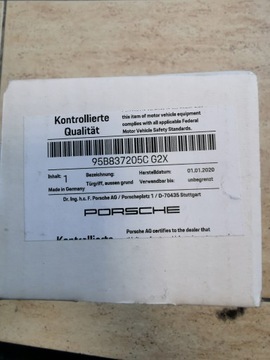 Kontrollierte
Qualität
this item of motor vehicle equipment
complies with all applicable Federal
Motor Vehicle Safety Standards.
95B837205C G2X
Inhalt: 1
Bezeichnung:
Herstelldatum:
01.01.2020
Made in Germany
Türgriff, aussen grund
Verwendbar bis:
unbegrenzt
Dr. Ing. h.c. F. Porsche AG / Porscheplatz 1 / D-70435 Stuttgart
PORSCHE
Porsche AG certifies to the dealer that
Kontrollierte